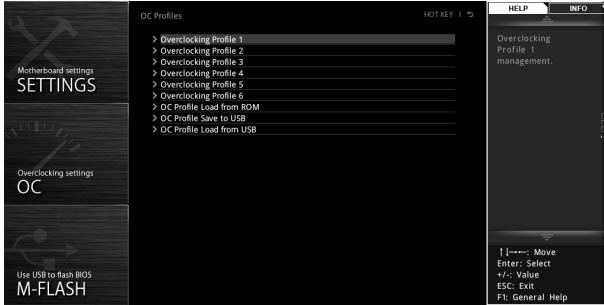 OC Profiles
HOT KEY
HELP
INFO
Motherboard settings
SETTINGS
Overclocking settings
OC
Use USB to flash BIOS
M-FLASH
> Overclocking Profile 1
> Overclocking Profile 2
> Overclocking Profile 3
> Overclocking Profile 4
> Overclocking Profile 5
> Overclocking Profile 6
> OC Profile Load from ROM
> OC Profile Save to USB
> OC Profile Load from USB
Overclocking
Profile 1
management.
↑↓→←: Move
Enter: Select
+/-: Value
ESC: Exit
F1: General Help